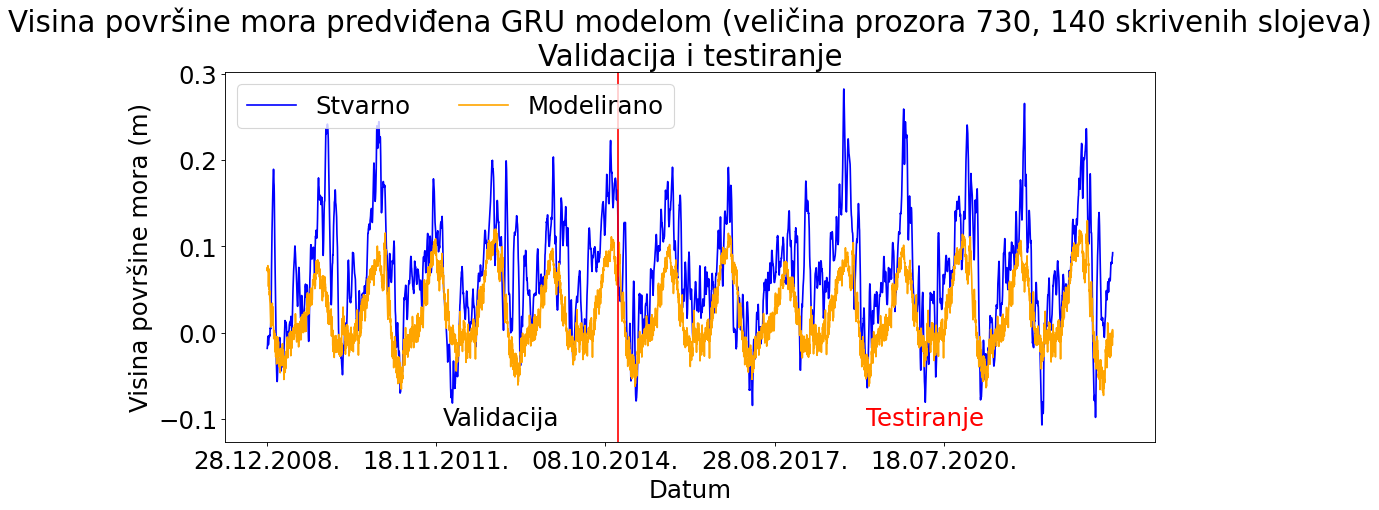 Visina površine mora predviđena GRU modelom (veličina prozora 730, 140 skrivenih slojeva)
Validacija i testiranje
Stvarno
Modelirano
Visina površine mora (m)
0.3
0.2
0.1
0.0
−0.1
Validacija
Testiranje
28.12.2008.
18.11.2011.
08.10.2014.
28.08.2017.
18.07.2020.
Datum